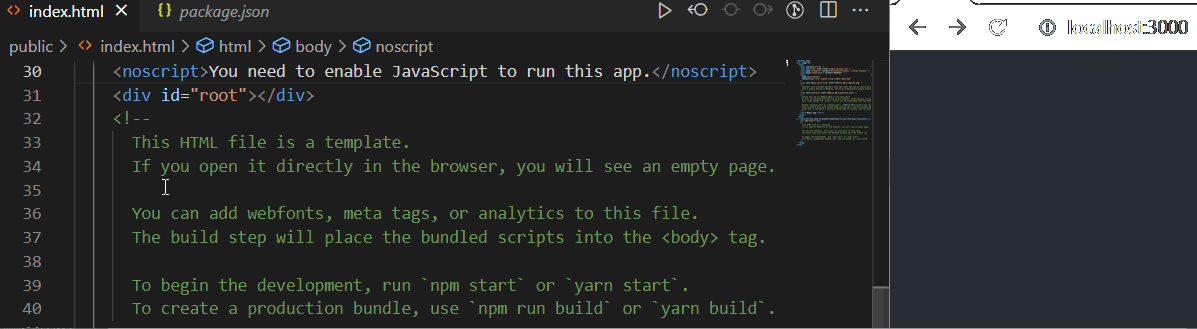 index.html
package.json
localhost:3000
public > index.html > html > body > noscript
30 <noscript>You need to enable JavaScript to run this app.</noscript>
31 <div id="root"></div>
32 <!--
33 This HTML file is a template.
34 If you open it directly in the browser, you will see an empty page.
35
36 You can add webfonts, meta tags, or analytics to this file.
37 The build step will place the bundled scripts into the <body> tag.
38
39 To begin the development, run `npm start` or `yarn start`.
40 To create a production bundle, use `npm run build` or `yarn build`.